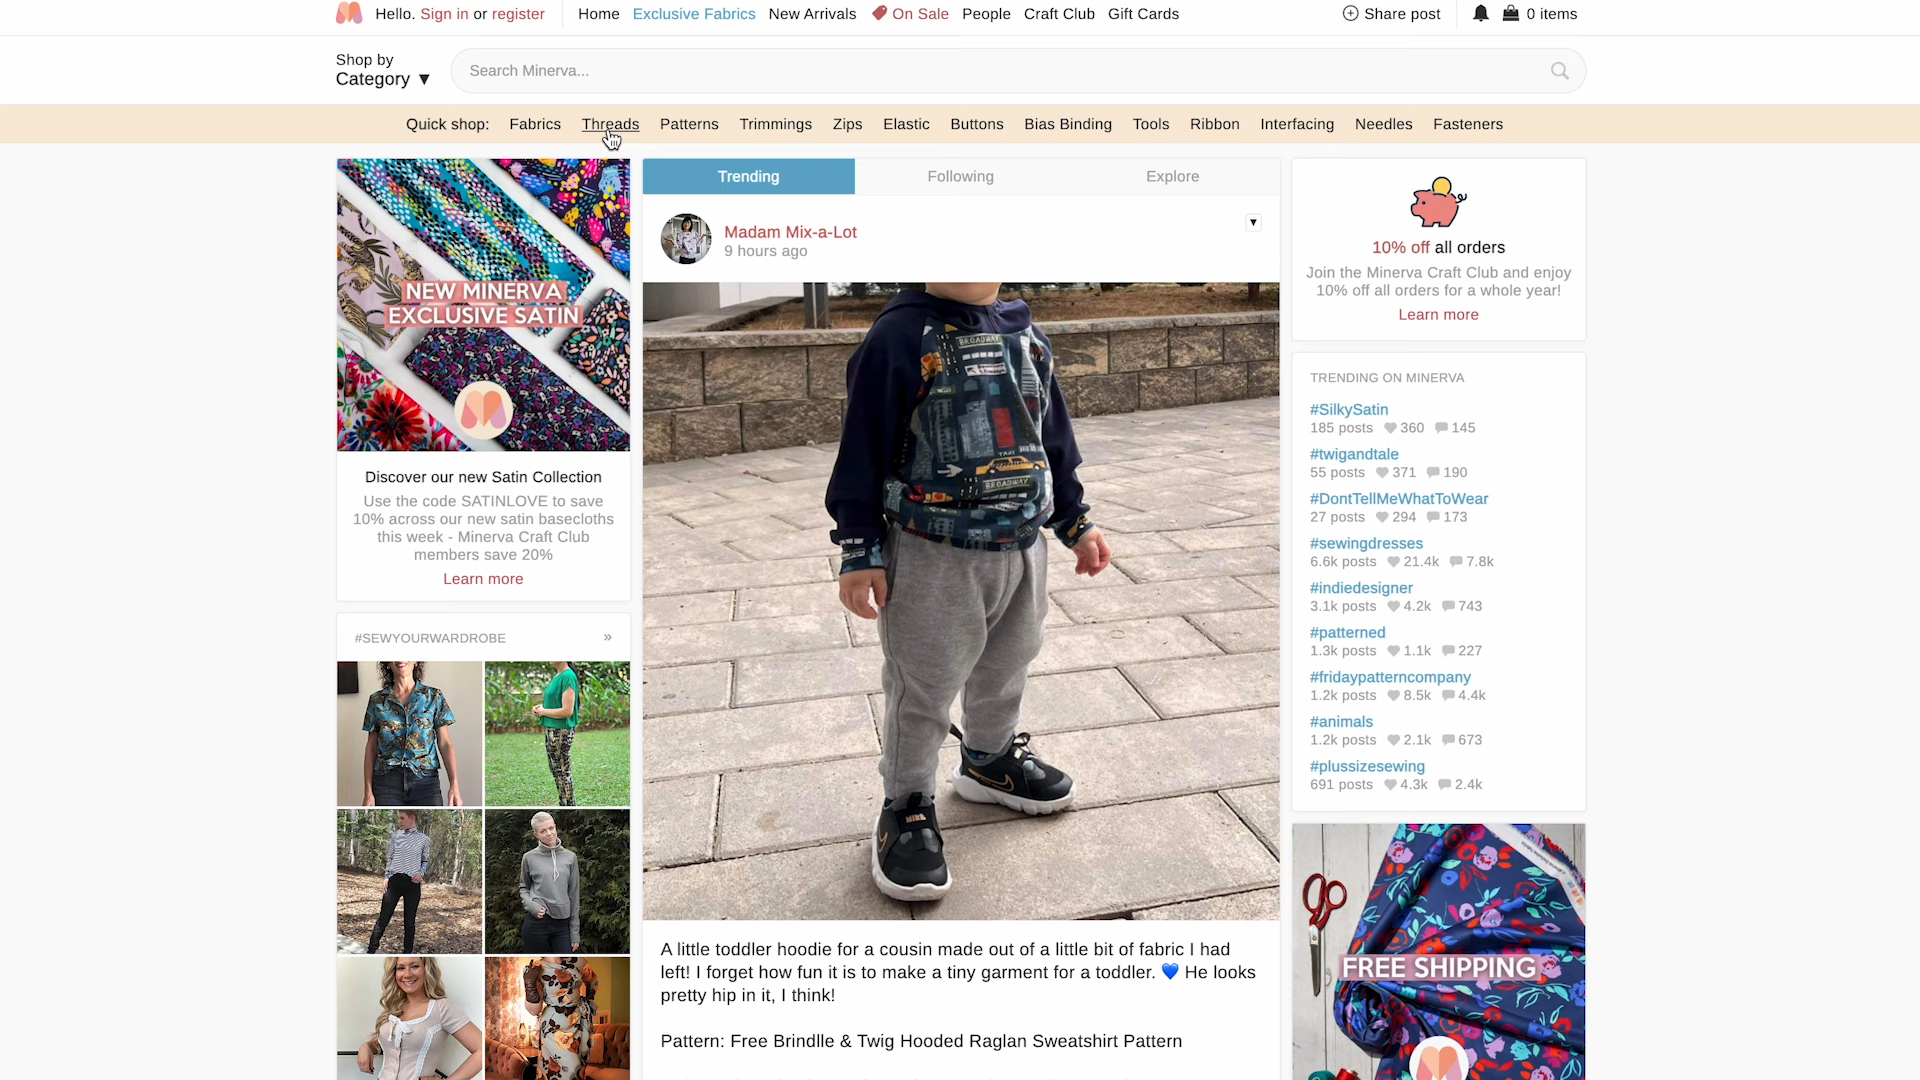 Hello. Sign in or register
Home Exclusive Fabrics New Arrivals On Sale People Craft Club Gift Cards
Share post
0 items
Shop by
Category ▼
Search Minerva...
Quick shop: Fabrics Threads Patterns Trimmings Zips Elastic Buttons Bias Binding Tools Ribbon Interfacing Needles Fasteners
NEW MINERVA
EXCLUSIVE SATIN
Discover our new Satin Collection
Use the code SATINLOVE to save
10% across our new satin basecloths
this week - Minerva Craft Club
members save 20%
Learn more
#SEWYOURWARDROBE »
Trending Following Explore
Madam Mix-a-Lot
9 hours ago
BROADWAY
TAXI
BROADWAY
NIKE
A little toddler hoodie for a cousin made out of a little bit of fabric I had
left! I forget how fun it is to make a tiny garment for a toddler. 💙 He looks
pretty hip in it, I think!
Pattern: Free Brindlle & Twig Hooded Raglan Sweatshirt Pattern
10% off all orders
Join the Minerva Craft Club and enjoy
10% off all orders for a whole year!
Learn more
TRENDING ON MINERVA
#SilkySatin
185 posts 360 145
#twigandtale
55 posts 371 190
#DontTellMeWhatToWear
27 posts 294 173
#sewingdresses
6.6k posts 21.4k 7.8k
#indiedesigner
3.1k posts 4.2k 743
#patterned
1.3k posts 1.1k 227
#fridaypatterncompany
1.2k posts 8.5k 4.4k
#animals
1.2k posts 2.1k 673
#plussizesewing
691 posts 4.3k 2.4k
FREE SHIPPING